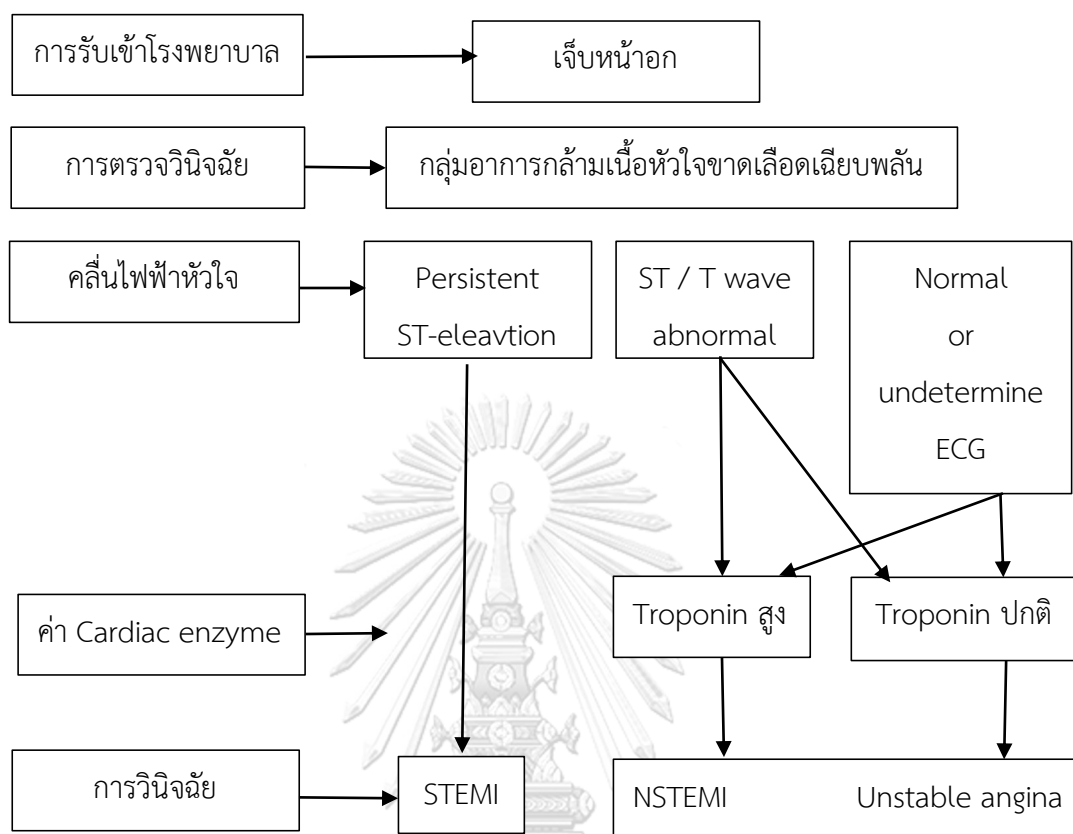 การรับเข้าโรงพยาบาล
เจ็บหน้าอก
การตรวจวินิจฉัย
กลุ่มอาการกล้ามเนื้อหัวใจขาดเลือดเฉียบพลัน
คลื่นไฟฟ้าหัวใจ
Persistent
ST-eleavtion
ST / T wave
abnormal
Normal
or
undetermine
ECG
ค่า Cardiac enzyme
Troponin สูง
Troponin ปกติ
การวินิจฉัย
STEMI
NSTEMI
Unstable angina